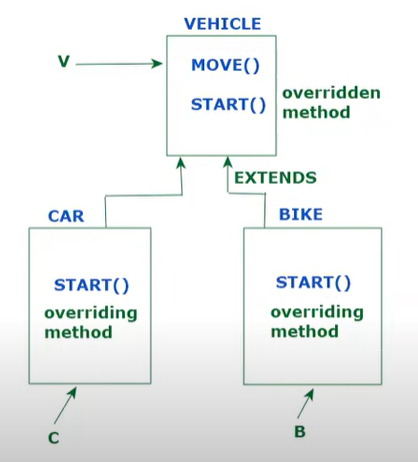 VEHICLE
V
MOVE()
START()
overridden
method
EXTENDS
CAR
BIKE
START()
overriding
method
START()
overriding
method
C
B